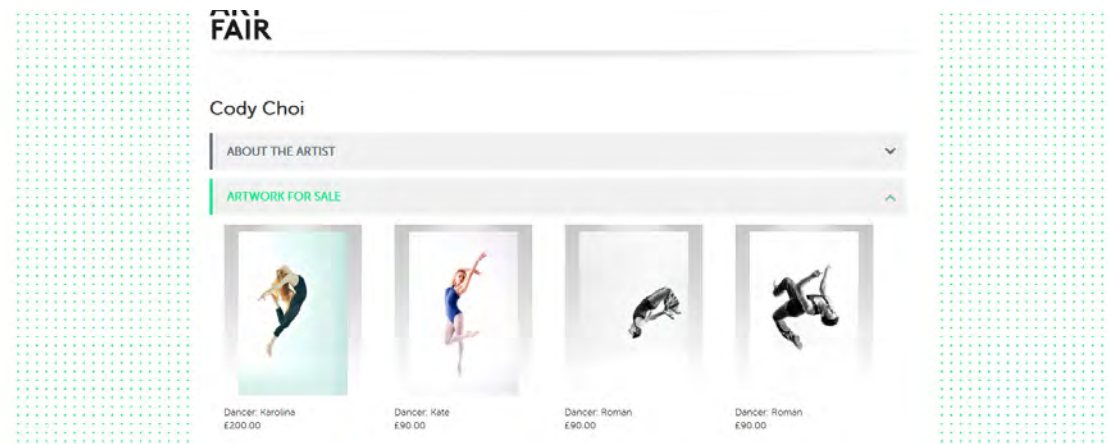 ART
FAIR
Cody Choi
ABOUT THE ARTIST
ARTWORK FOR SALE
Dancer: Karolina
£200.00
Dancer: Kate
£90.00
Dancer: Roman
£90.00
Dancer: Roman
£90.00